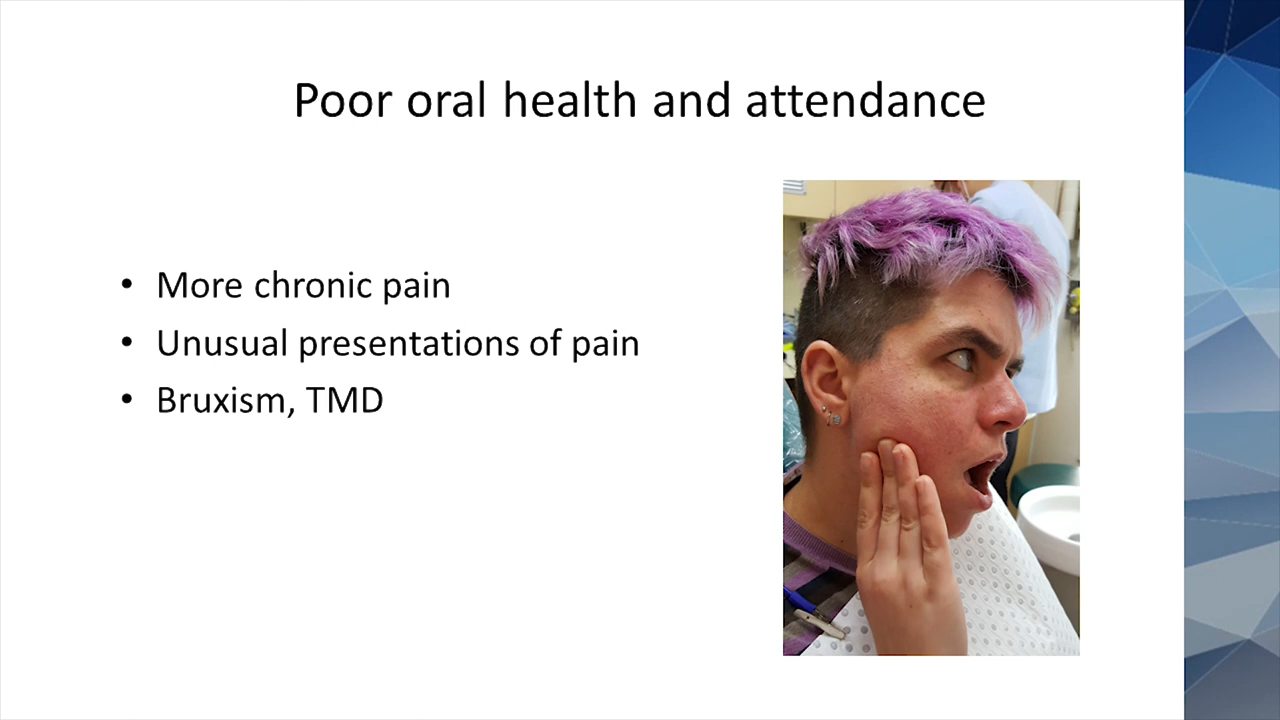 Poor oral health and attendance
• More chronic pain
• Unusual presentations of pain
• Bruxism, TMD